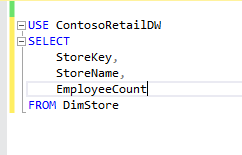 USE ContosoRetailDW
SELECT
StoreKey,
StoreName,
EmployeeCount
FROM DimStore